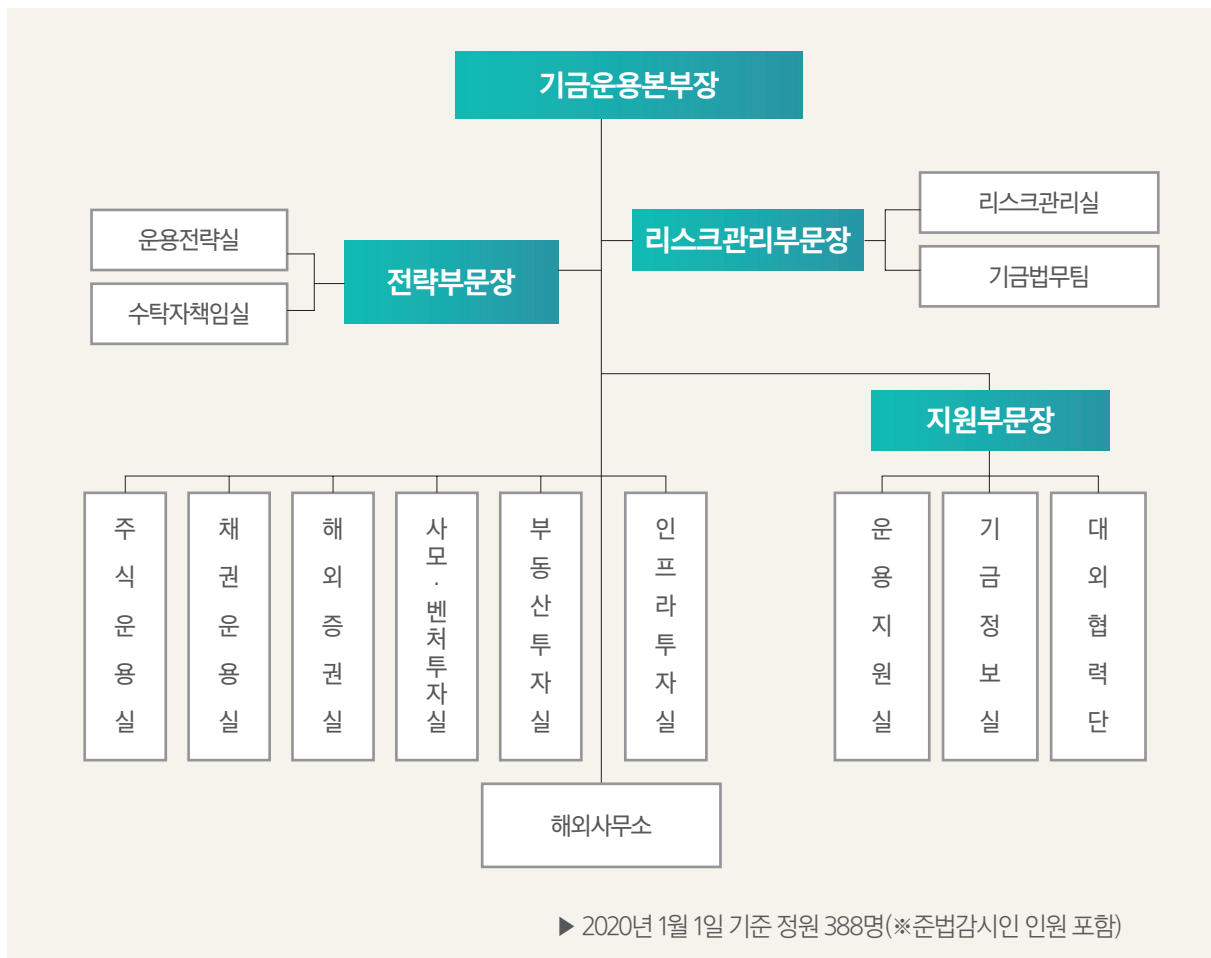 기금운용본부장
리스크관리실
운용전략실
리스크관리부문장
전략부문장
기금법무팀
수탁자책임실
지원부문장
주식운용실
채권운용실
해외증권실
사모·벤처투자실
부동산투자실
인프라투자실
운용지원실
기금정보실
대외협력단
해외사무소
▶ 2020년 1월 1일 기준 정원 388명(※준법감시인 인원 포함)